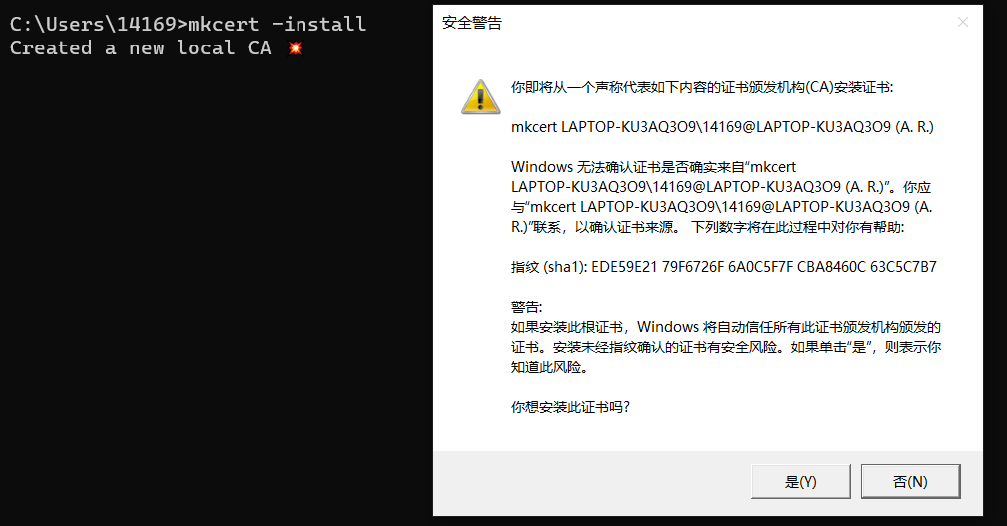 C:\Users\14169>mkcert -install
Created a new local CA 💥
安全警告
你即将从一个声称代表如下内容的证书颁发机构(CA)安装证书:
mkcert LAPTOP-KU3AQ3O9\14169@LAPTOP-KU3AQ3O9 (A. R.)
Windows 无法确认证书是否确实来自“mkcert
LAPTOP-KU3AQ3O9\14169@LAPTOP-KU3AQ3O9 (A. R.)”。你应
与“mkcert LAPTOP-KU3AQ3O9\14169@LAPTOP-KU3AQ3O9 (A.
R.)”联系，以确认证书来源。 下列数字将在此过程中对你有帮助:
指纹 (sha1): EDE59E21 79F6726F 6A0C5F7F CBA8460C 63C5C7B7
警告:
如果安装此根证书，Windows 将自动信任所有此证书颁发机构颁发的
证书。安装未经指纹确认的证书有安全风险。如果单击“是”，则表示你
知道此风险。
你想安装此证书吗?
是(Y)
否(N)